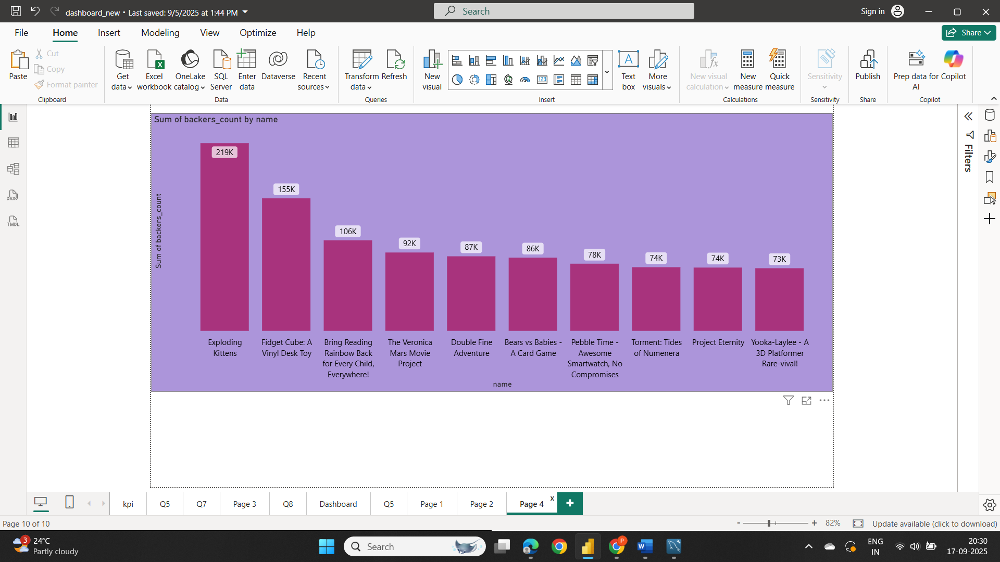 dashboard_new • Last saved: 9/5/2025 at 1:44 PM
Search
Sign in
File Home Insert Modeling View Optimize Help
Share
Paste
Cut
Copy
Format painter
Clipboard
Get data
Excel workbook
OneLake catalog
SQL Server
Enter data
Dataverse
Recent sources
Data
Transform data
Refresh
Queries
New visual
123
A
Text box
More visuals
Insert
New visual calculation
New measure
Quick measure
Calculations
Sensitivity
Sensitivity
Publish
Share
Prep data for AI
Copilot
Copilot
DAX
TMDL
Filters
Sum of backers_count by name
Sum of backers_count
219K
155K
106K
92K
87K
86K
78K
74K
74K
73K
Exploding
Kittens
Fidget Cube: A
Vinyl Desk Toy
Bring Reading
Rainbow Back
for Every Child,
Everywhere!
The Veronica
Mars Movie
Project
Double Fine
Adventure
Bears vs Babies -
A Card Game
Pebble Time -
Awesome
Smartwatch, No
Compromises
Torment: Tides
of Numenera
Project Eternity
Yooka-Laylee - A
3D Platformer
Rare-vival!
name
kpi Q5 Q7 Page 3 Q8 Dashboard Q5 Page 1 Page 2 Page 4 x +
Page 10 of 10
- + 82%
Update available (click to download)
3
24°C
Partly cloudy
Search
P
W
ENG
IN
20:30
17-09-2025